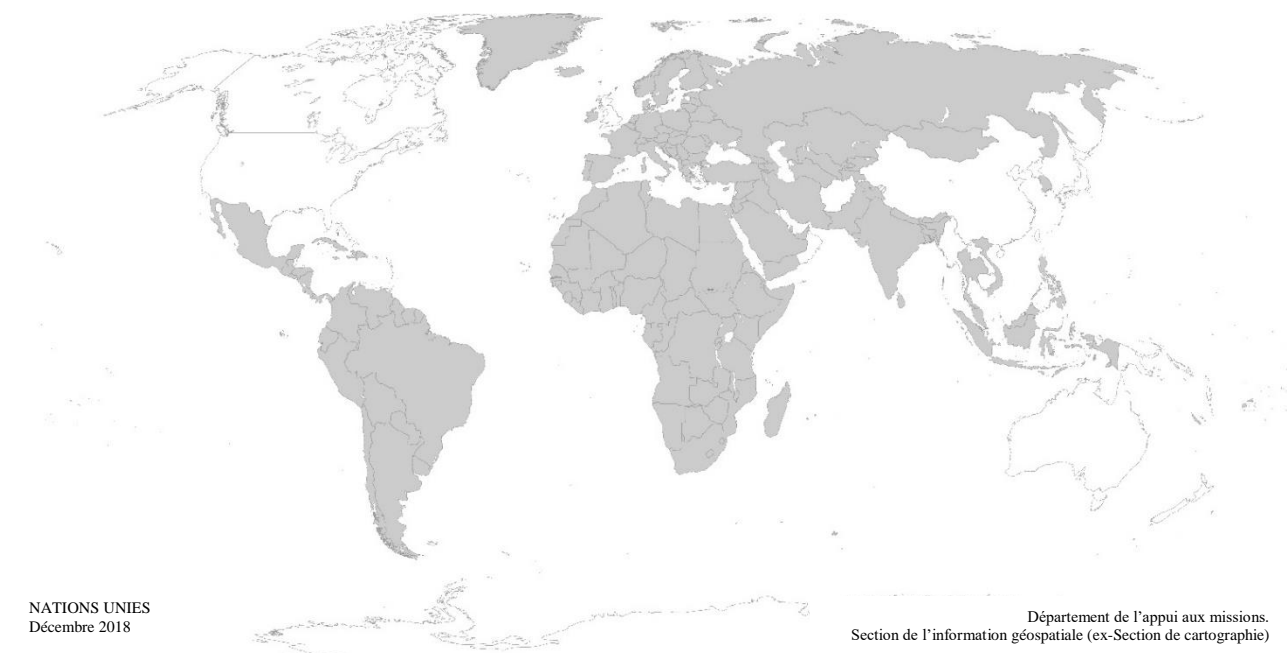 NATIONS UNIES
Décembre 2018
Département de l’appui aux missions.
Section de l’information géospatiale (ex-Section de cartographie)